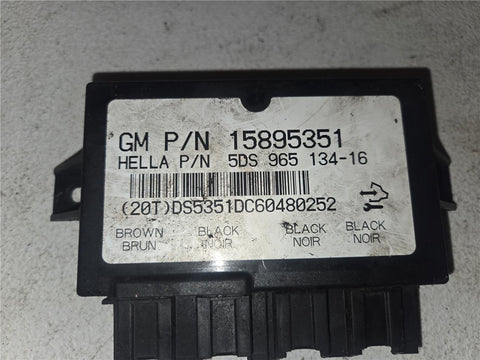 GM P/N 15895351
HELLA P/N 5DS 965 134-16
(20T)DS5351DC60480252
BROWN BLACK BLACK BLACK
BRUN NOIR NOIR NOIR